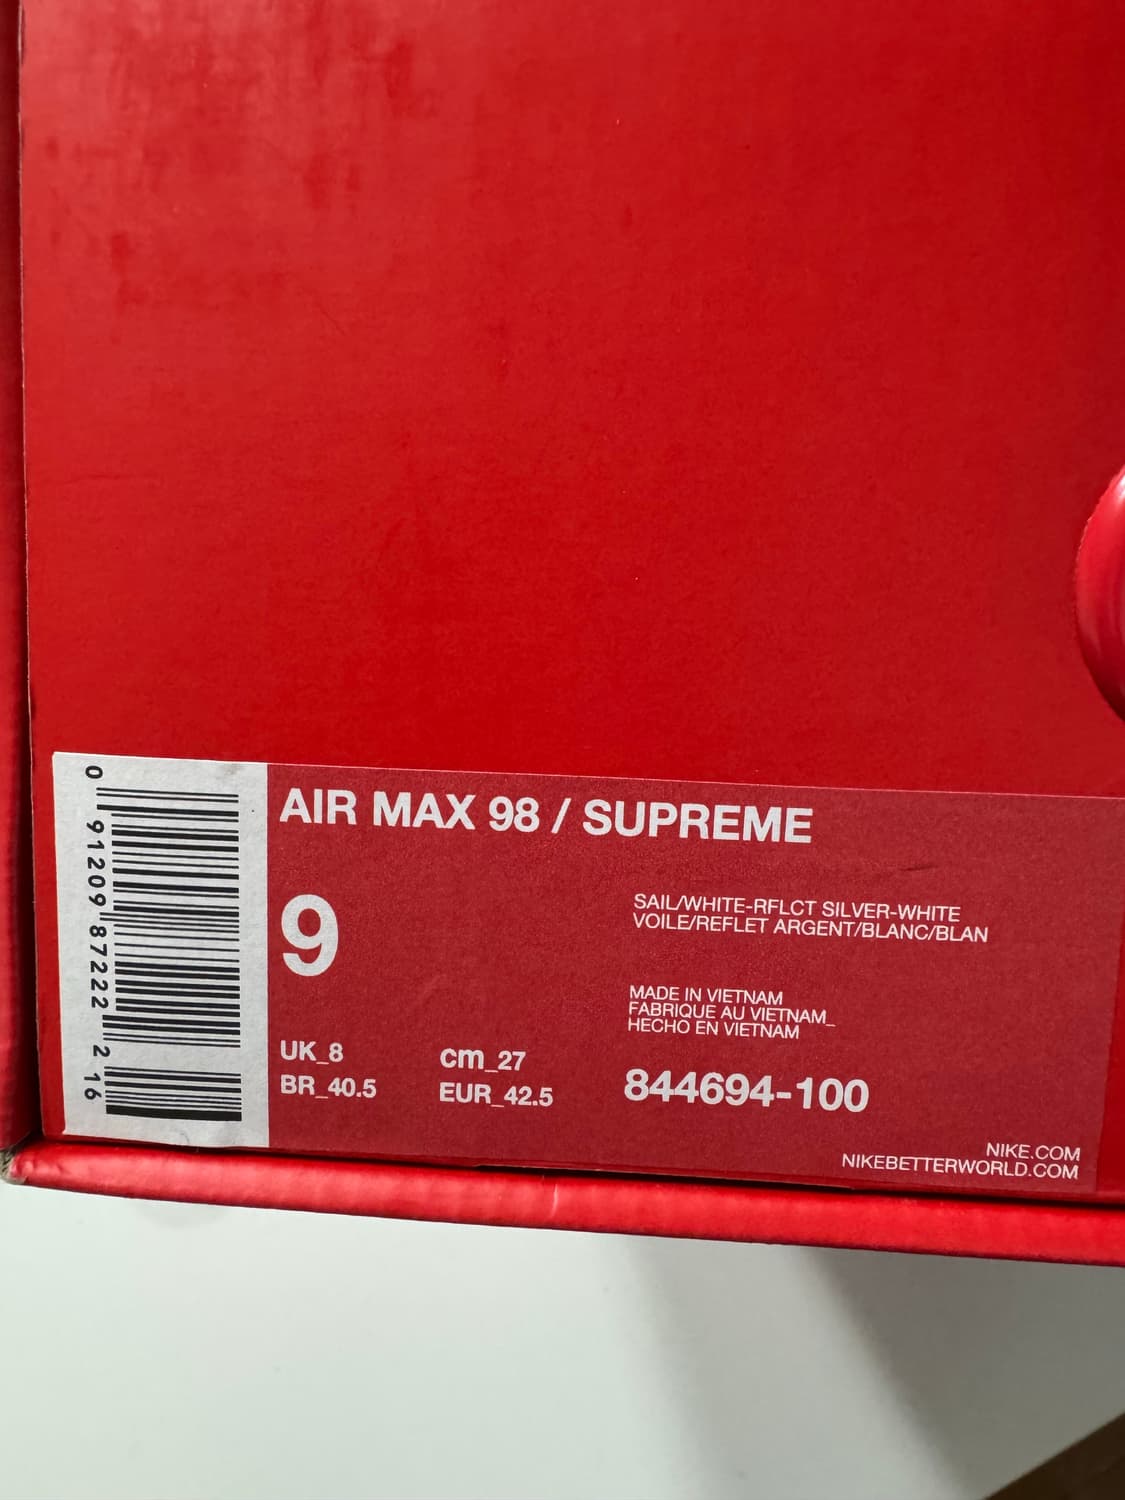 AIR MAX 98 / SUPREME
9
SAIL/WHITE-RFLCT SILVER-WHITE
VOILE/REFLET ARGENT/BLANC/BLAN
MADE IN VIETNAM
FABRIQUE AU VIETNAM_
HECHO EN VIETNAM
UK_8
cm_27
BR_40.5
EUR_42.5
844694-100
NIKE.COM
NIKEBETTERWORLD.COM
0 91209 87222 2 16